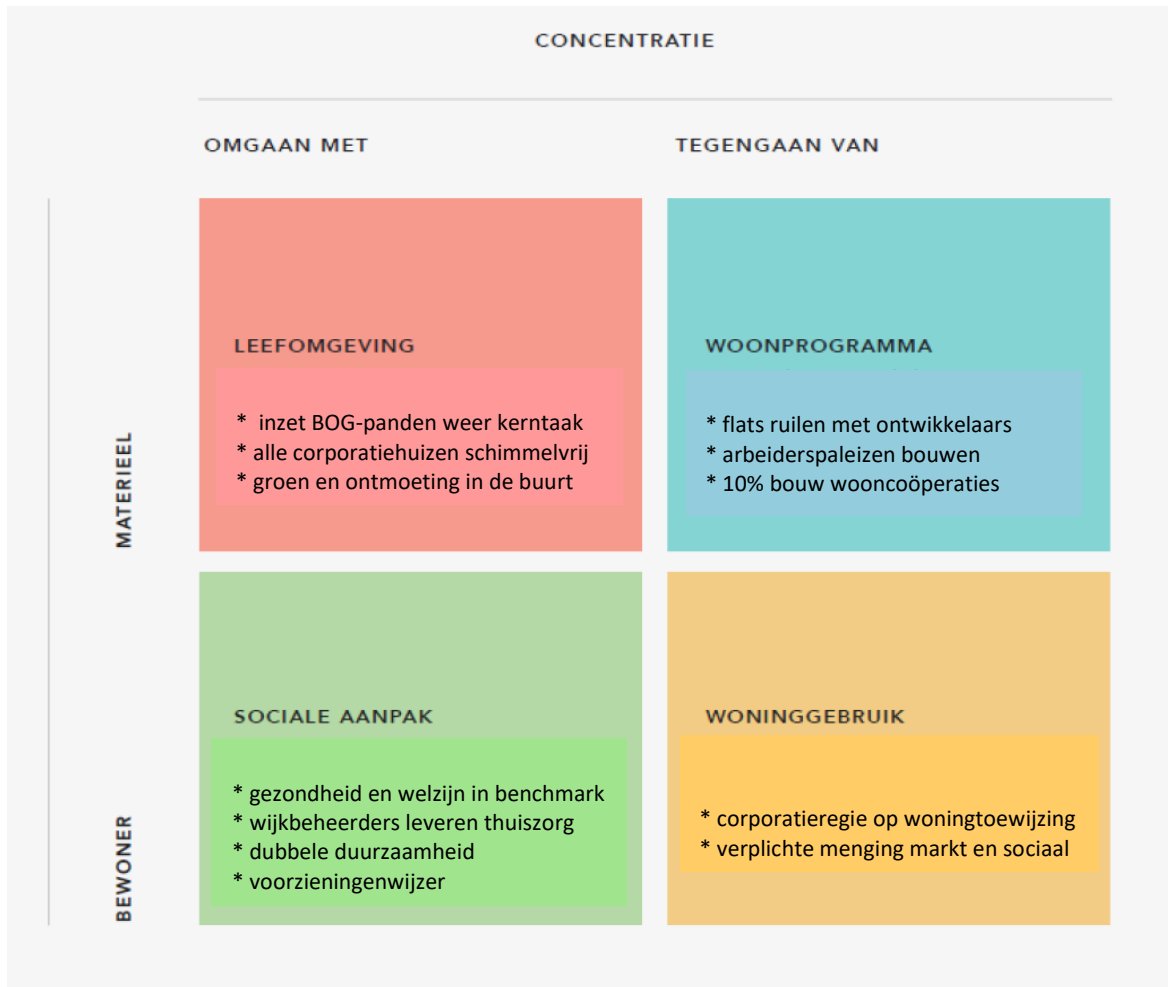 CONCENTRATIE
OMGAAN MET
TEGENGAAN VAN
MATERIEEL
LEEFOMGEVING
* inzet BOG-panden weer kerntaak
* alle corporatiehuizen schimmelvrij
* groen en ontmoeting in de buurt
WOONPROGRAMMA
* flats ruilen met ontwikkelaars
* arbeiderspaleizen bouwen
* 10% bouw wooncoöperaties
BEWONER
SOCIALE AANPAK
* gezondheid en welzijn in benchmark
* wijkbeheerders leveren thuiszorg
* dubbele duurzaamheid
* voorzieningenwijzer
WONINGGEBRUIK
* corporatieregie op woningtoewijzing
* verplichte menging markt en sociaal